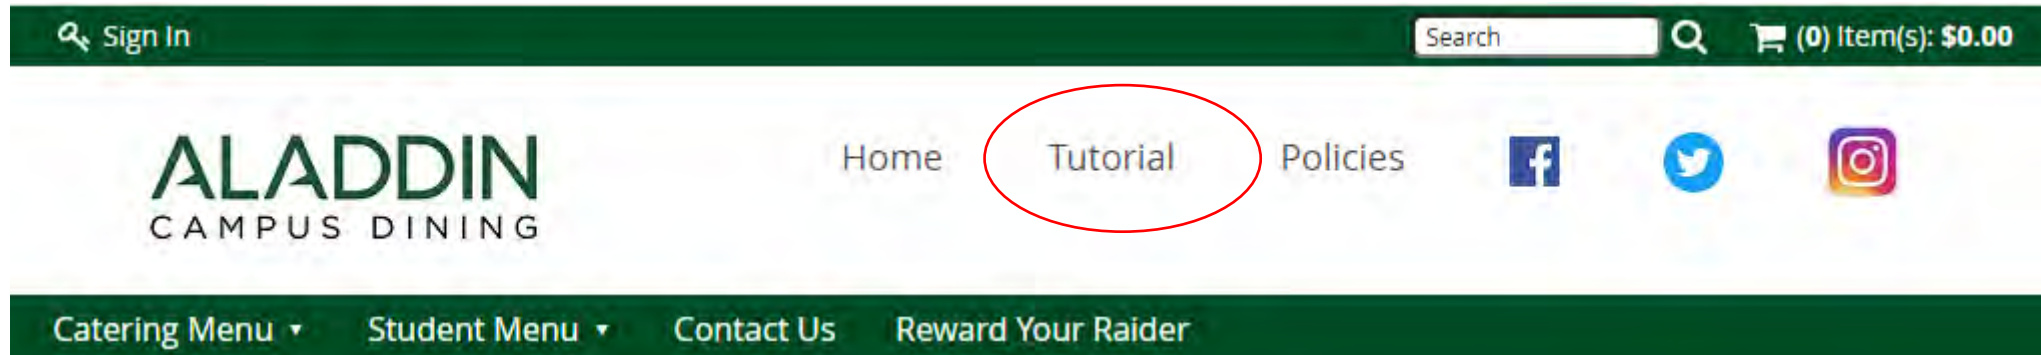 Sign In
Search
(0) Item(s): $0.00
ALADDIN
CAMPUS DINING
Home Tutorial Policies
Catering Menu Student Menu Contact Us Reward Your Raider